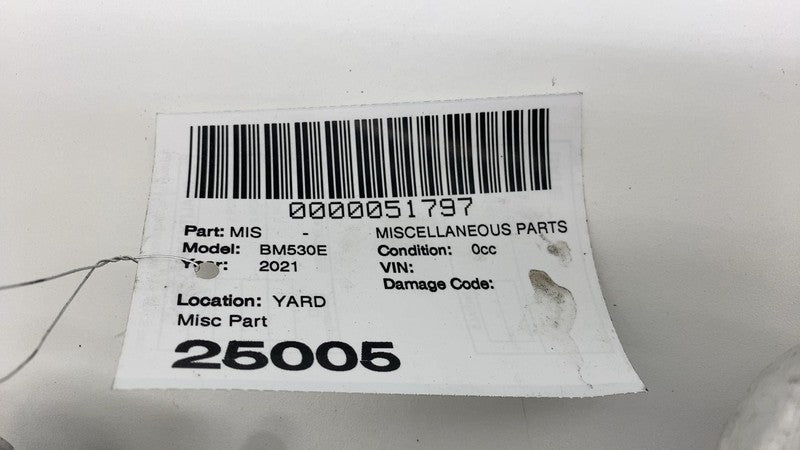 0000051797
Part: MIS - MISCELLANEOUS PARTS
Model: BM530E Condition: 0cc
Year: 2021 VIN:
Damage Code:
Location: YARD
Misc Part
25005